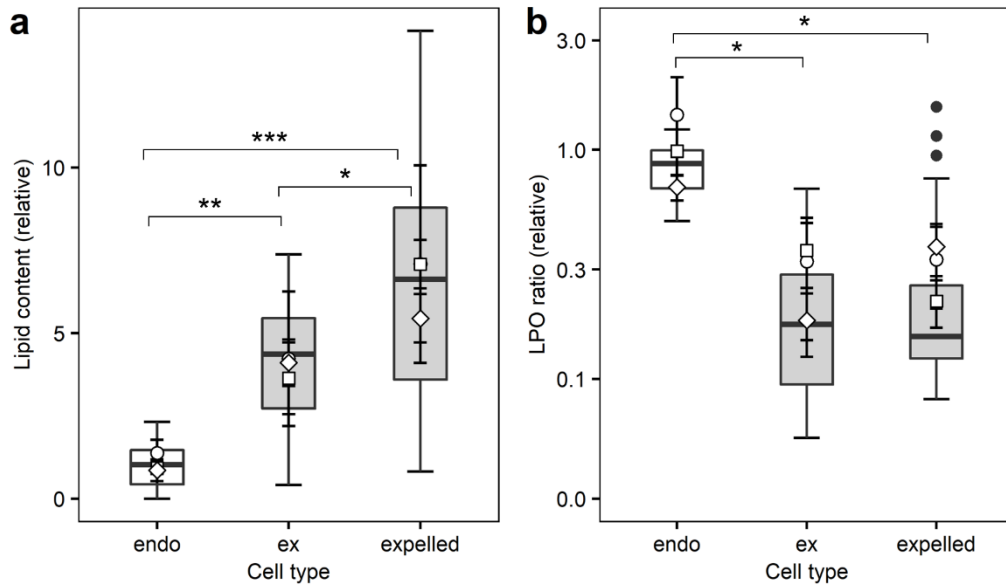 a
Lipid content (relative)
10
5
0
***
**
*
endo ex expelled
Cell type
b
LPO ratio (relative)
3.0
1.0
0.3
0.1
0.0
*
*
endo ex expelled
Cell type